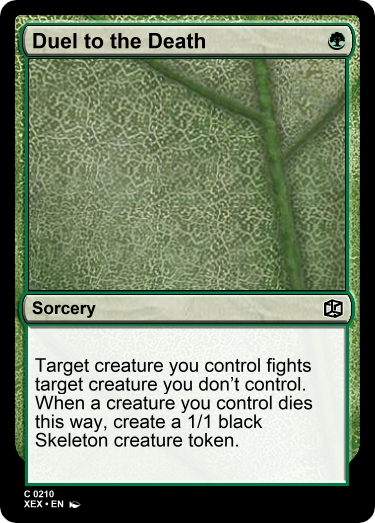 Duel to the Death
Sorcery
Target creature you control fights
target creature you don't control.
When a creature you control dies
this way, create a 1/1 black
Skeleton creature token.
C 0210
XEX • EN